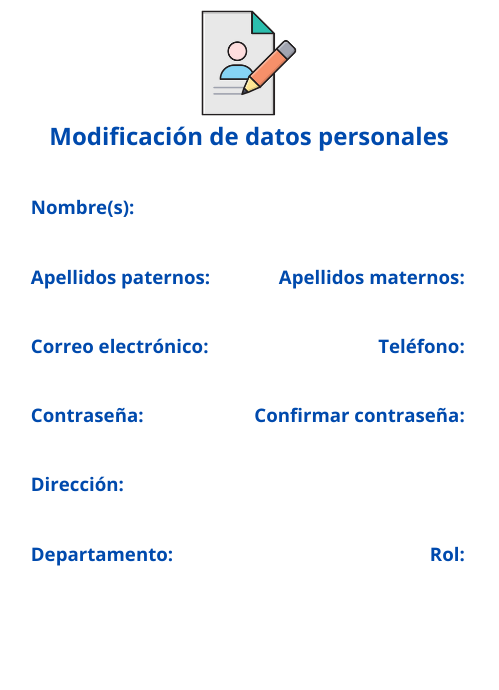 Modificación de datos personales
Nombre(s):
Apellidos paternos: Apellidos maternos:
Correo electrónico: Teléfono:
Contraseña: Confirmar contraseña:
Dirección:
Departamento: Rol: